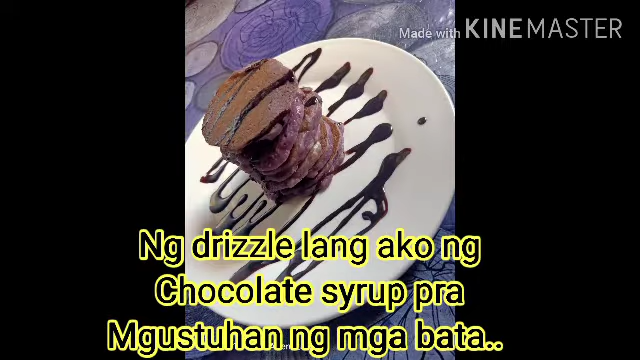 Made with KINEMASTER
Ng drizzle lang ako ng
Chocolate syrup pra
Mgustuhan ng mga bata..